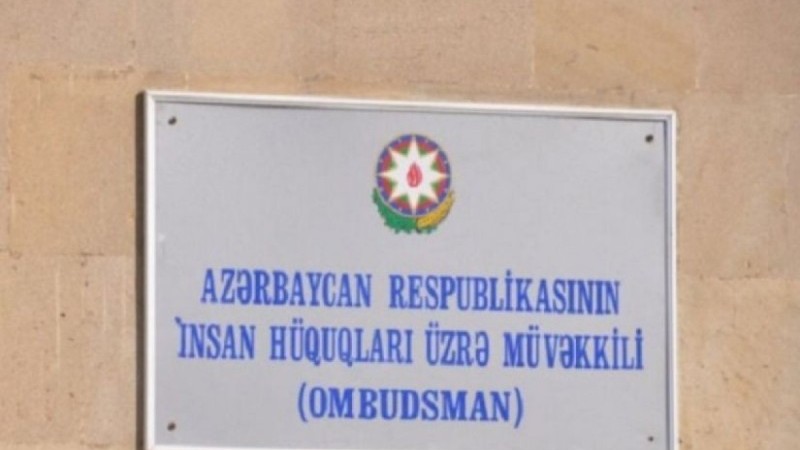 AZƏRBAYCAN RESPUBLİKASININ
İNSAN HÜQUQLARI ÜZRƏ MÜVƏKKİLİ
(OMBUDSMAN)